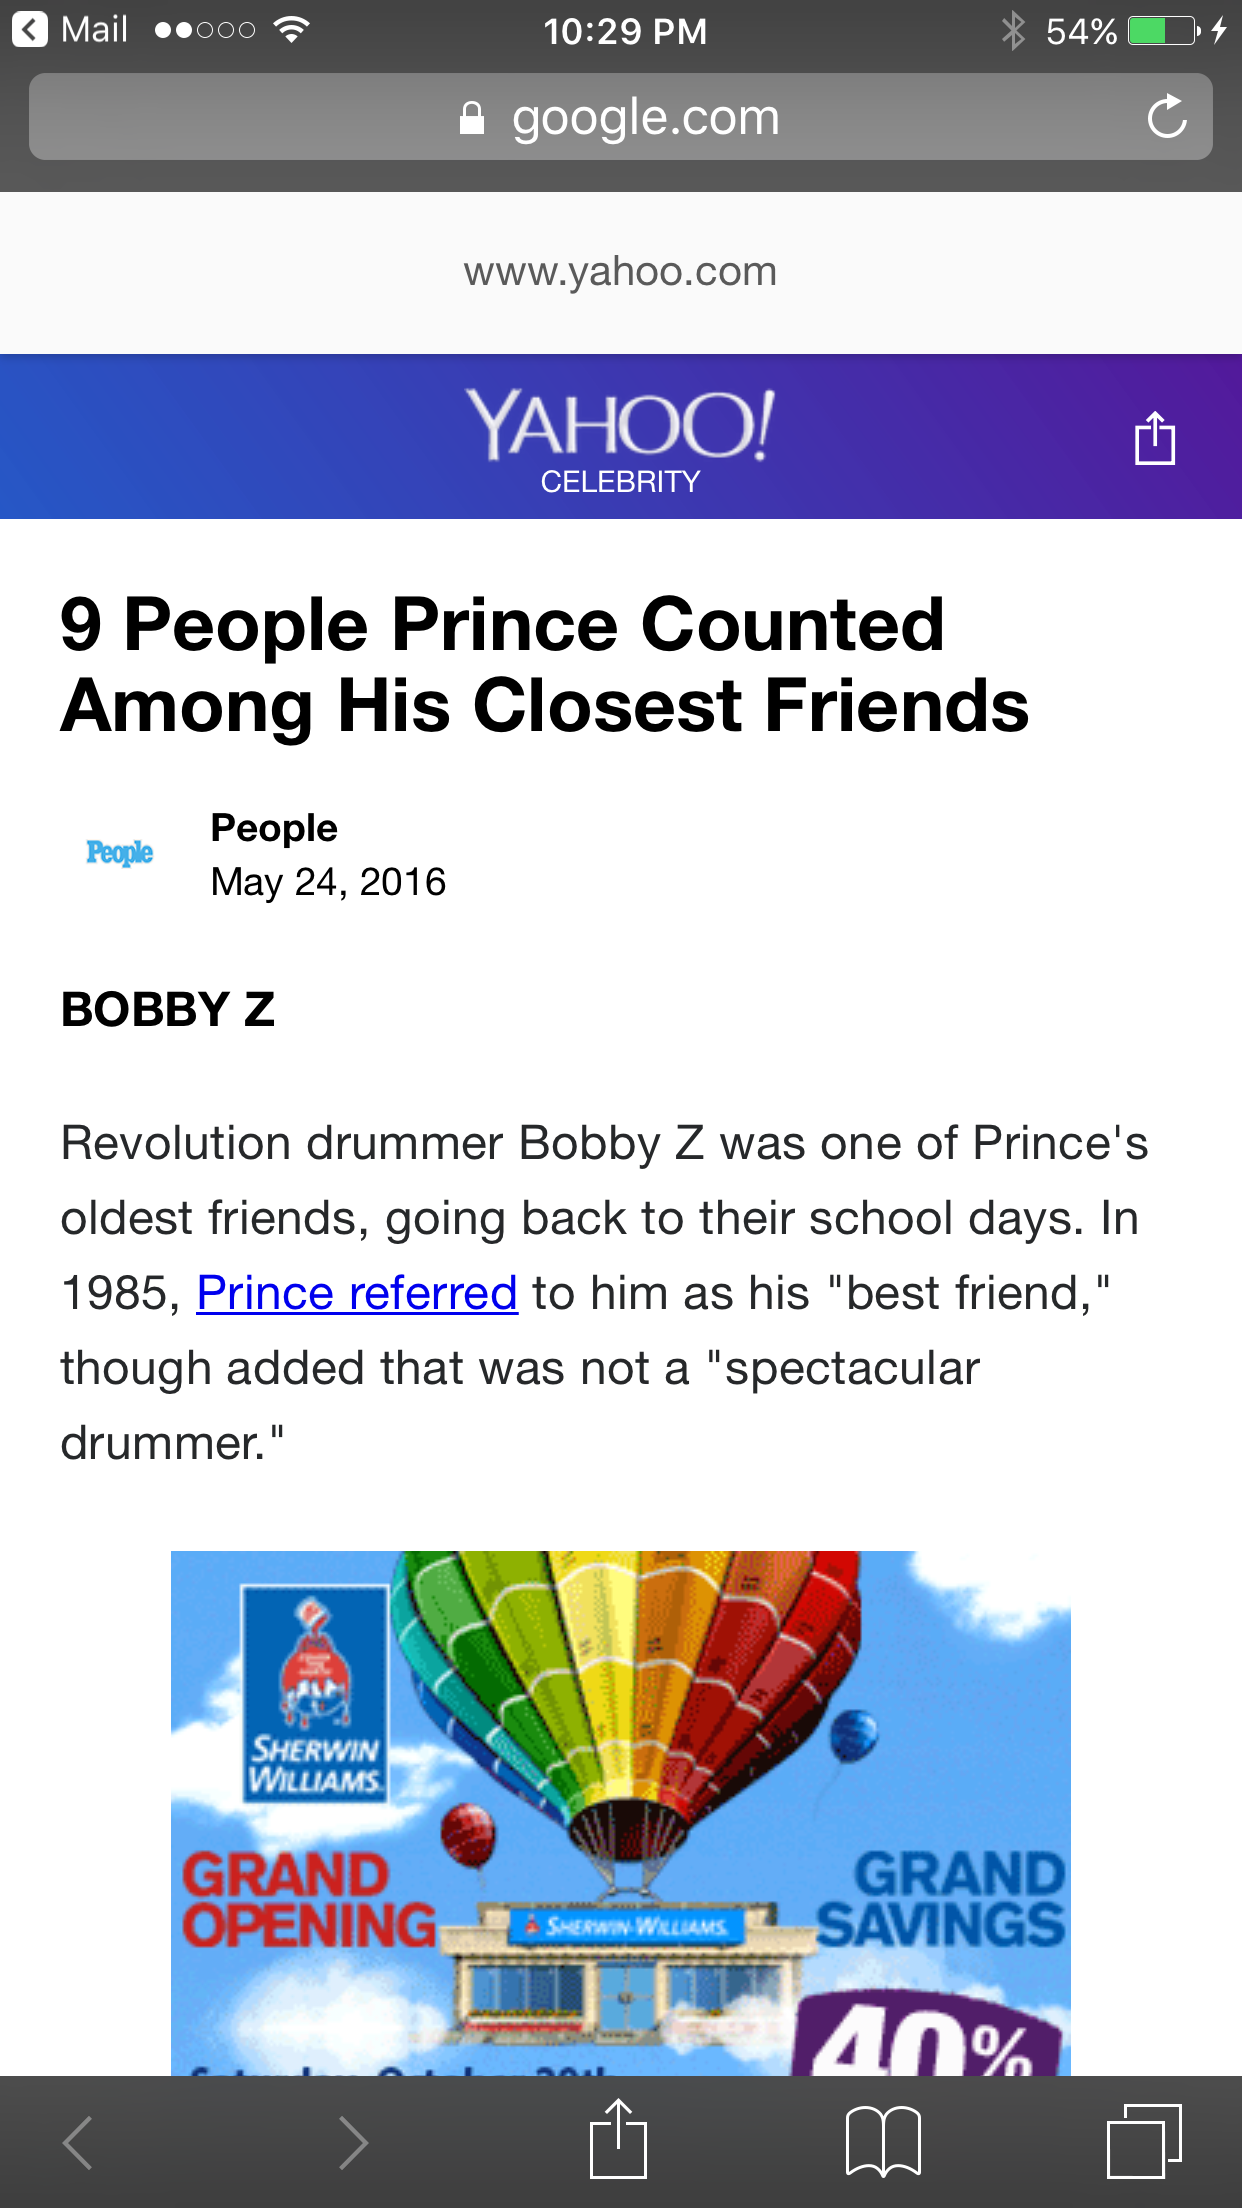 Mail 10:29 PM 54%
google.com
www.yahoo.com
YAHOO!
CELEBRITY
9 People Prince Counted
Among His Closest Friends
People
People
May 24, 2016
BOBBY Z
Revolution drummer Bobby Z was one of Prince's
oldest friends, going back to their school days. In
1985, Prince referred to him as his "best friend,"
though added that was not a "spectacular
drummer."
SHERWIN
WILLIAMS.
GRAND
OPENING
GRAND
SAVINGS
SHERWIN-WILLIAMS.
40%